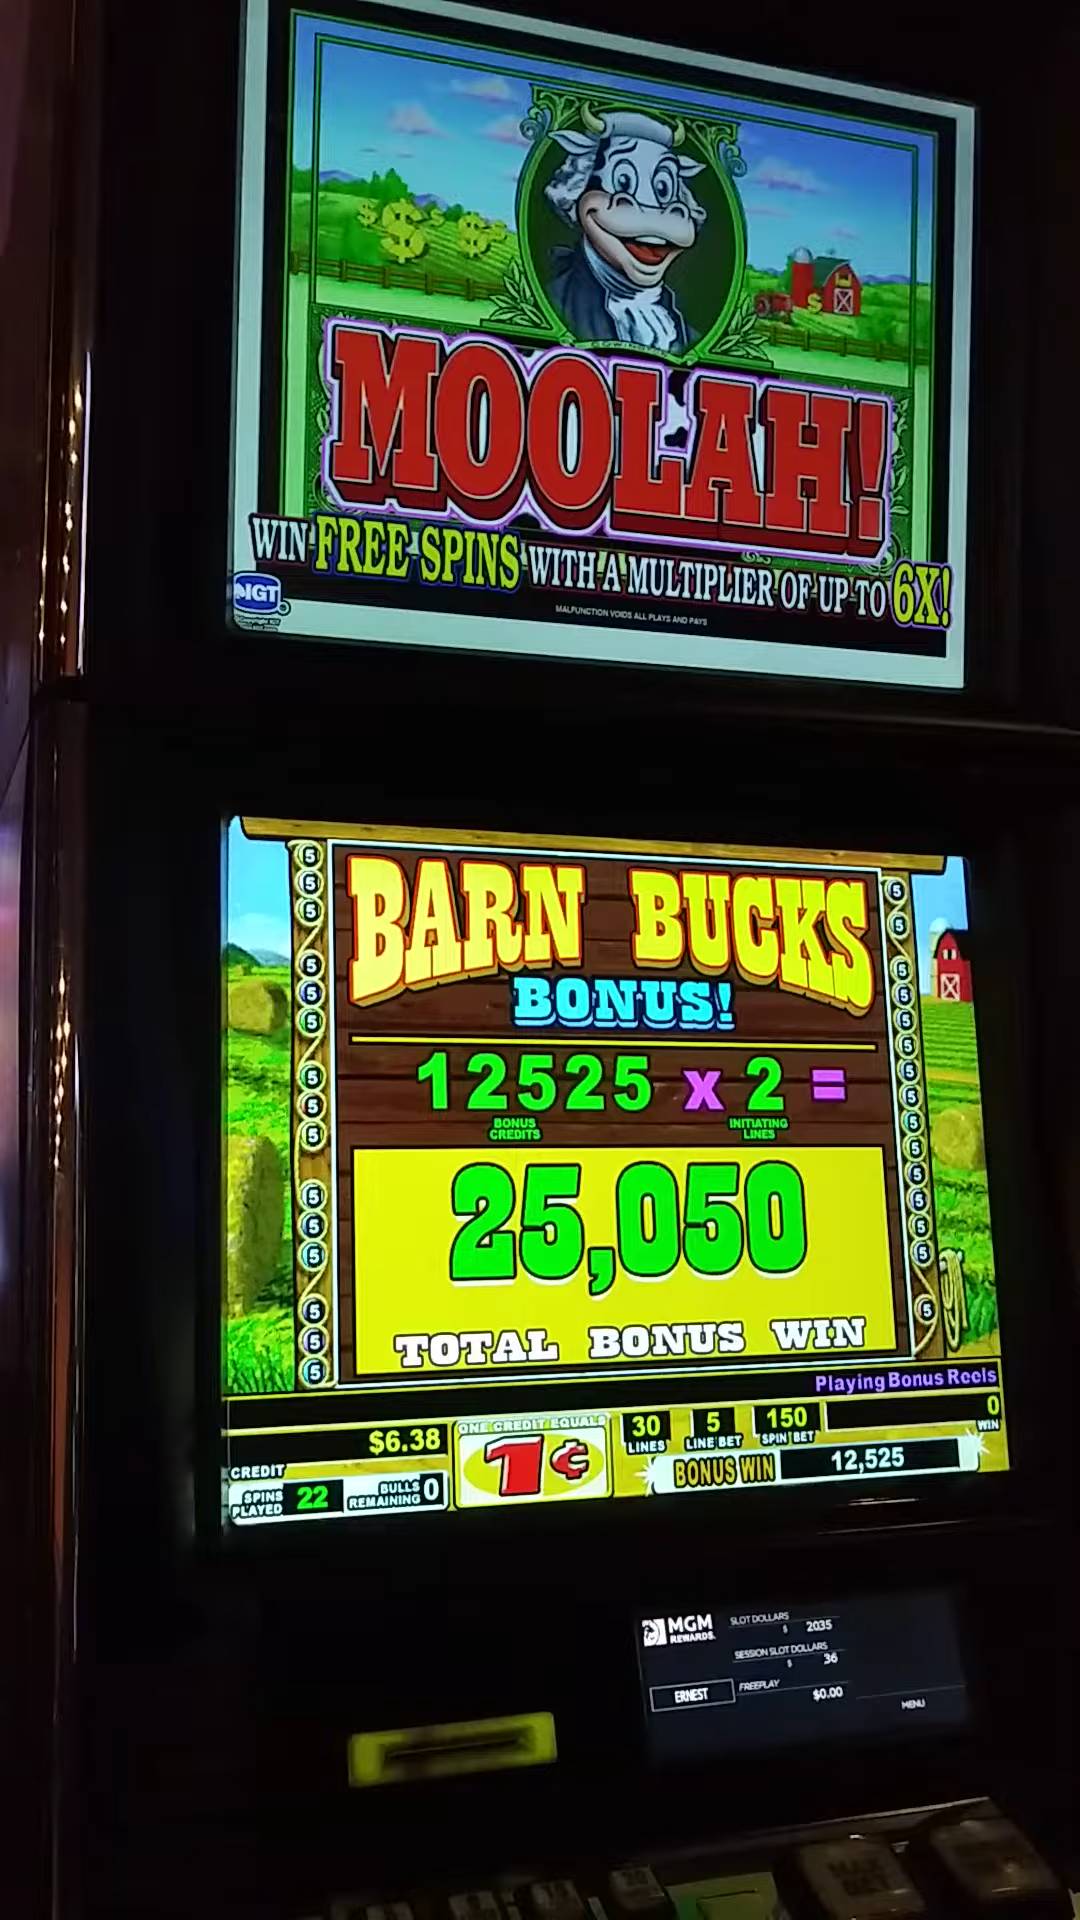 MOOLAH!
WIN FREE SPINS WITH A MULTIPLIER OF UP TO 6X!
IGT
MALFUNCTION VOIDS ALL PLAYS AND PAYS
BARN BUCKS
BONUS!
12525 x 2 =
BONUS CREDITS
INITIATING LINES
25,050
TOTAL BONUS WIN
Playing Bonus Reels
$6.38
CREDIT
ONE CREDIT EQUALS
1¢
30 LINES
5 LINE BET
150 SPIN BET
0 WIN
SPINS PLAYED 22
BULLS REMAINING 0
BONUS WIN 12,525
MGM REWARDS
SLOT DOLLARS
$ 2035
SESSION SLOT DOLLARS
$ 36
ERNEST
FREEPLAY
$0.00
MENU